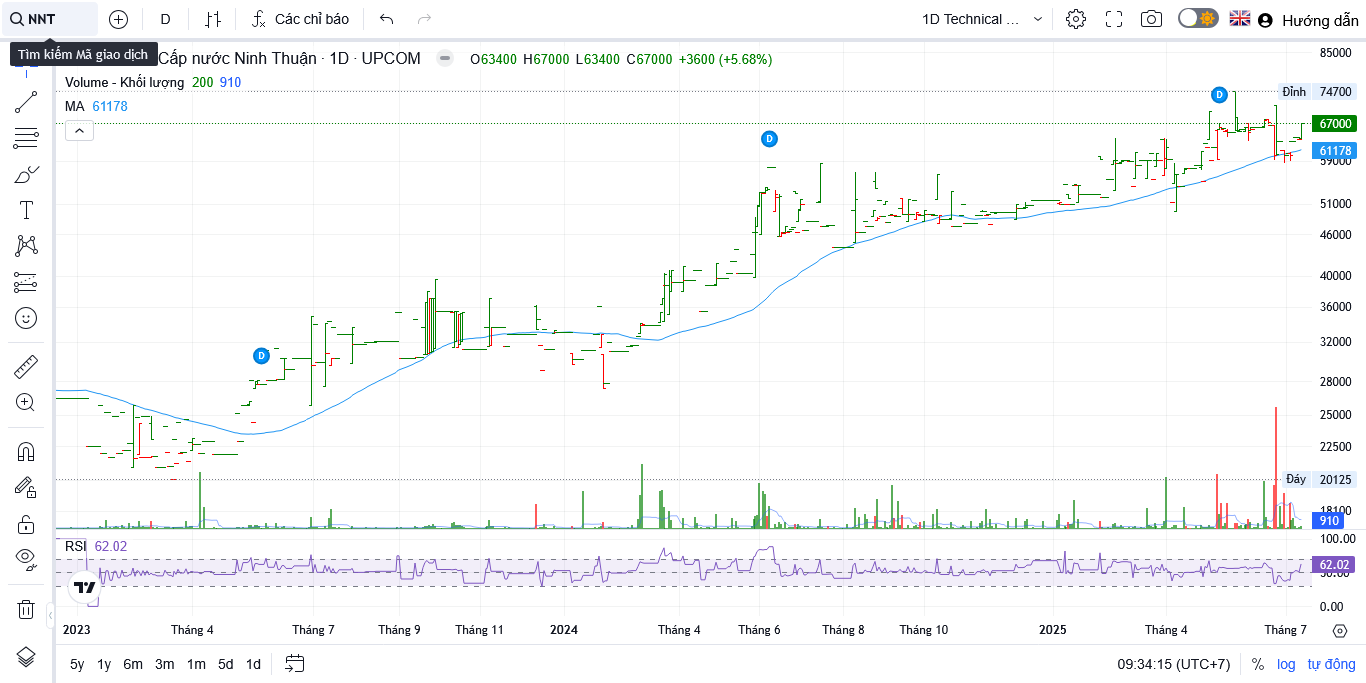 NNT D Các chỉ báo 1D Technical ... Hướng dẫn
Tìm kiếm Mã giao dịch
Cấp nước Ninh Thuận · 1D · UPCOM O63400 H67000 L63400 C67000 +3600 (+5.68%)
Volume - Khối lượng 200 910
MA 61178
85000
Đỉnh 74700
67000
61178
59000
51000
46000
40000
36000
32000
28000
25000
22500
Đáy 20125
18100
910
D
D
D
RSI 62.02
100.00
62.02
50.00
0.00
2023 Tháng 4 Tháng 7 Tháng 9 Tháng 11 2024 Tháng 4 Tháng 6 Tháng 8 Tháng 10 2025 Tháng 4 Tháng 7
5y 1y 6m 3m 1m 5d 1d 09:34:15 (UTC+7) % log tự động